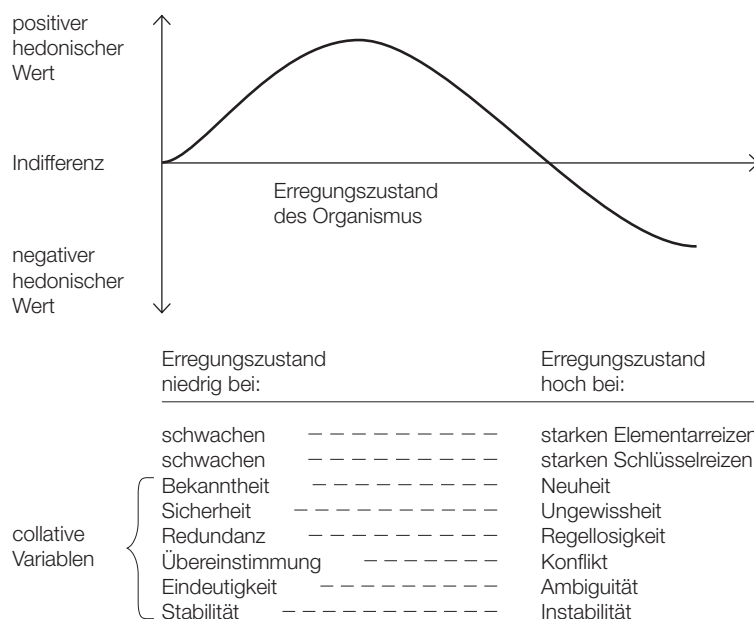 positiver
hedonischer
Wert
Indifferenz
Erregungszustand
des Organismus
negativer
hedonischer
Wert
Erregungszustand
niedrig bei:
Erregungszustand
hoch bei:
schwachen starken Elementarreizen
schwachen starken Schlüsselreizen
Bekanntheit Neuheit
Sicherheit Ungewissheit
Redundanz Regellosigkeit
Übereinstimmung Konflikt
Eindeutigkeit Ambiguität
Stabilität Instabilität
collative
Variablen